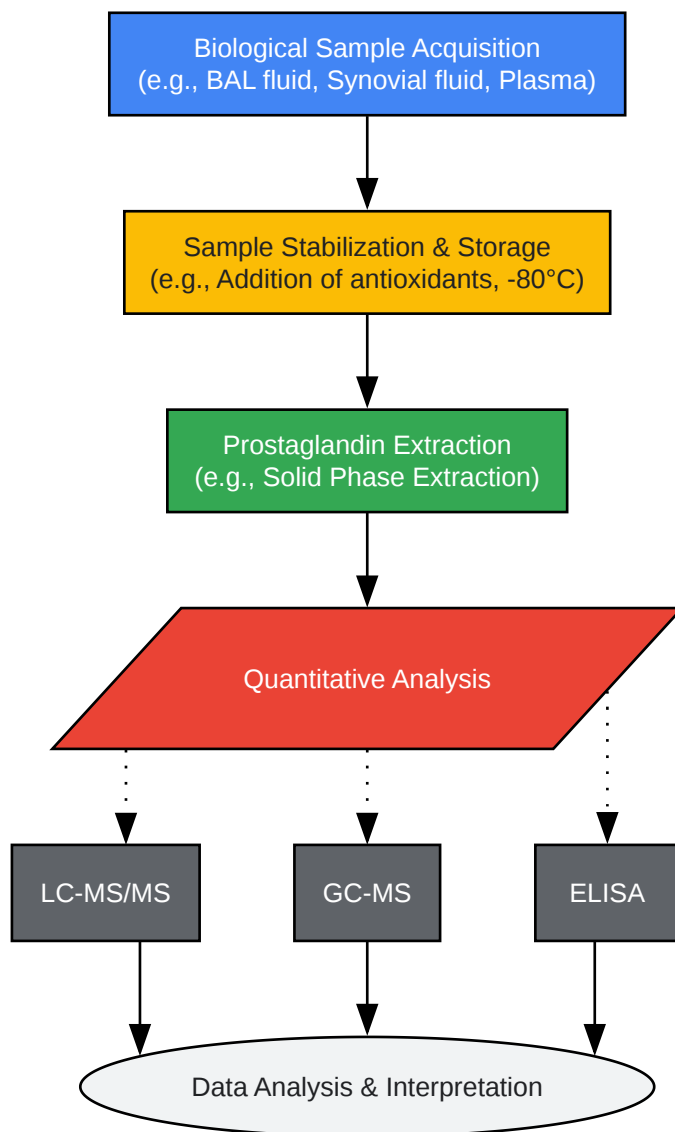 Biological Sample Acquisition
(e.g., BAL fluid, Synovial fluid, Plasma)
Sample Stabilization & Storage
(e.g., Addition of antioxidants, -80°C)
Prostaglandin Extraction
(e.g., Solid Phase Extraction)
Quantitative Analysis
LC-MS/MS
GC-MS
ELISA
Data Analysis & Interpretation